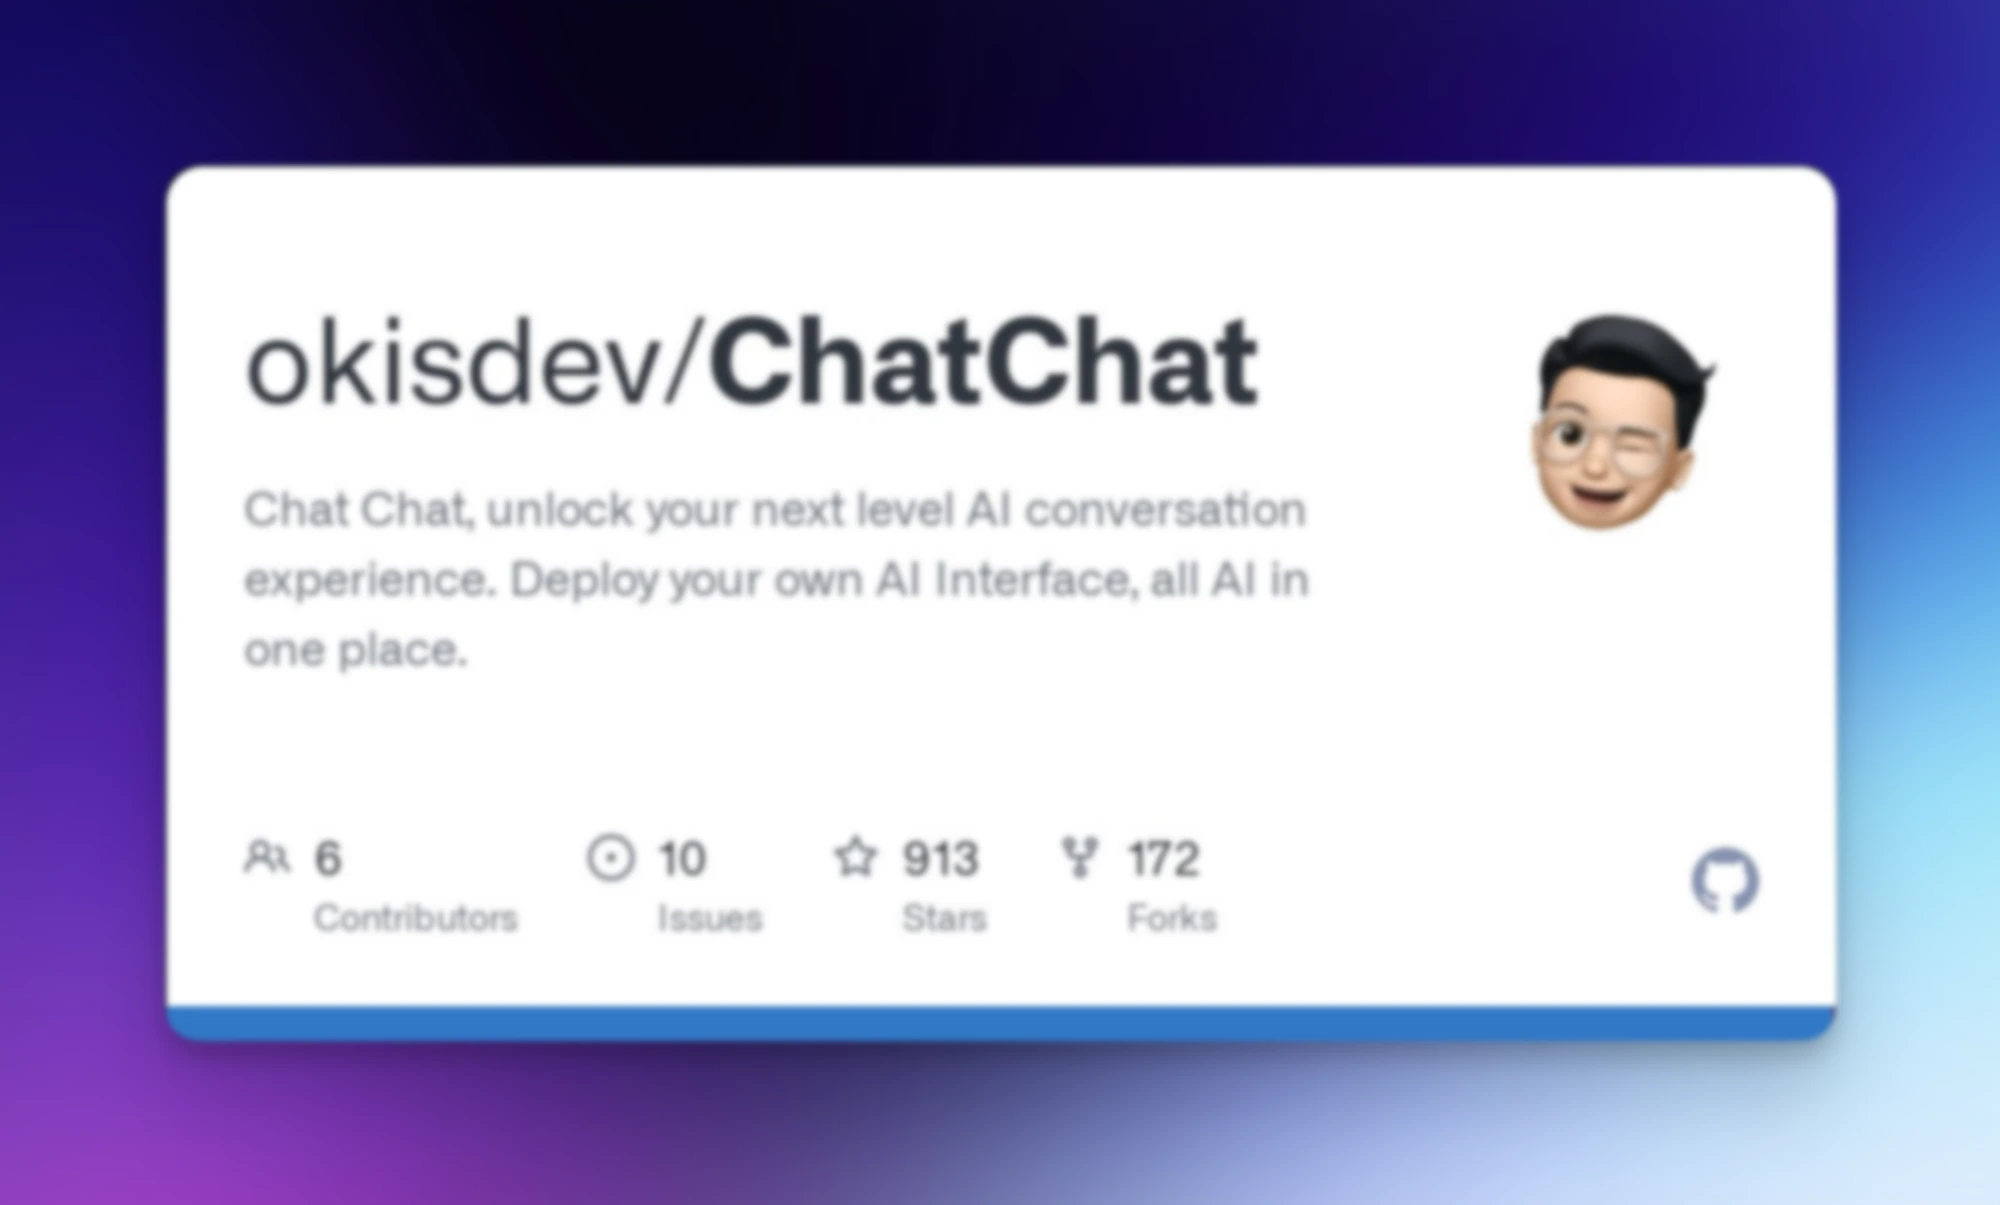 okisdev/ChatChat
Chat Chat, unlock your next level AI conversation
experience. Deploy your own AI Interface, all AI in
one place.
6 10 913 172
Contributors Issues Stars Forks